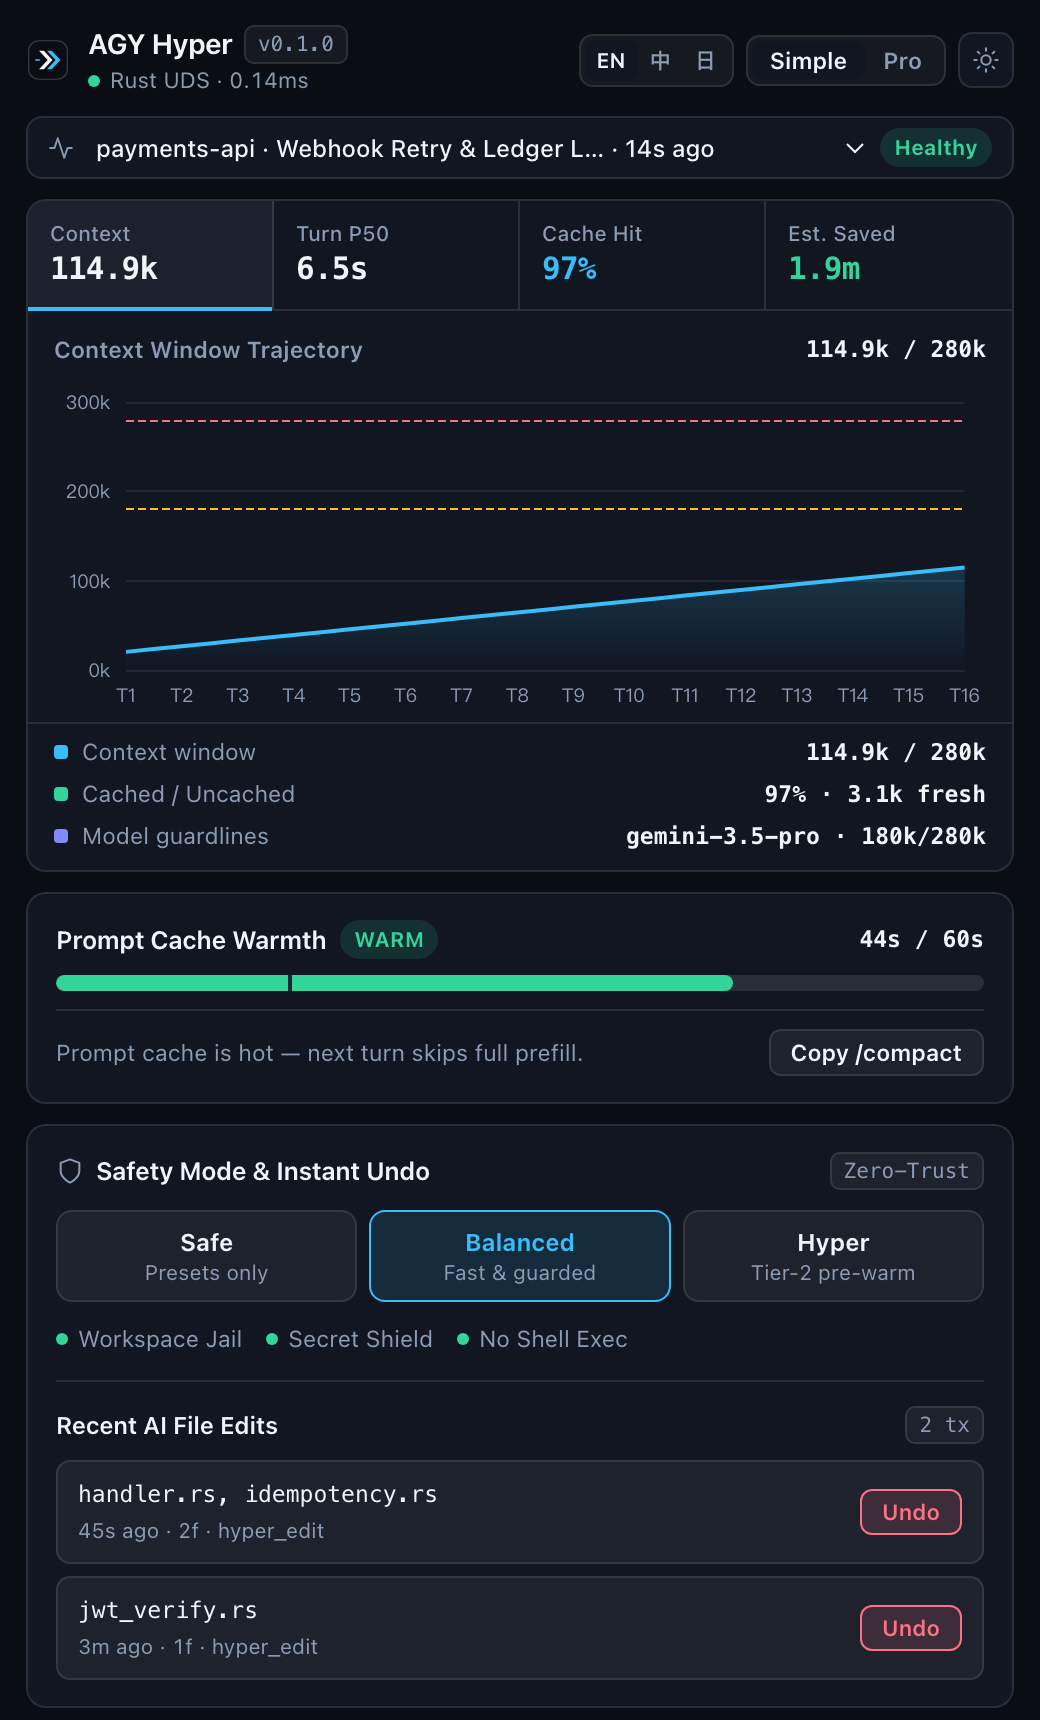 AGY Hyper v0.1.0
Rust UDS · 0.14ms
EN 中 日
Simple Pro
payments-api · Webhook Retry & Ledger L... · 14s ago
Healthy
Context
114.9k
Turn P50
6.5s
Cache Hit
97%
Est. Saved
1.9m
Context Window Trajectory
114.9k / 280k
300k
200k
100k
0k
T1 T2 T3 T4 T5 T6 T7 T8 T9 T10 T11 T12 T13 T14 T15 T16
Context window 114.9k / 280k
Cached / Uncached 97% · 3.1k fresh
Model guardlines gemini-3.5-pro · 180k/280k
Prompt Cache Warmth WARM 44s / 60s
Prompt cache is hot — next turn skips full prefill.
Copy /compact
Safety Mode & Instant Undo
Zero-Trust
Safe
Presets only
Balanced
Fast & guarded
Hyper
Tier-2 pre-warm
Workspace Jail Secret Shield No Shell Exec
Recent AI File Edits 2 tx
handler.rs, idempotency.rs
45s ago · 2f · hyper_edit
Undo
jwt_verify.rs
3m ago · 1f · hyper_edit
Undo